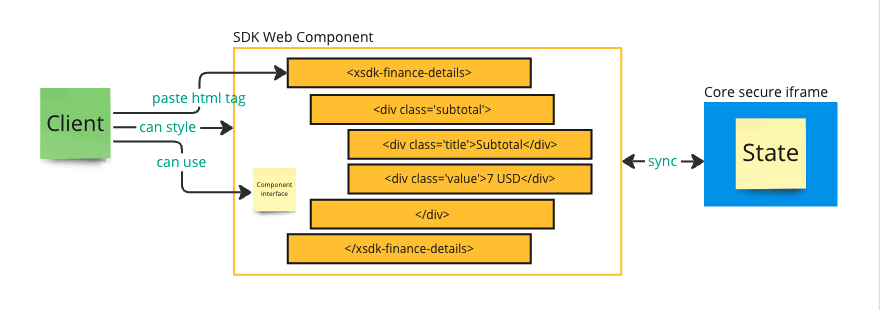 SDK Web Component
<xsdk-finance-details>
paste html tag
Client
can style
can use
<div class='subtotal'>
<div class='title'>Subtotal</div>
<div class='value'>7 USD</div>
Component
Interface
</div>
</xsdk-finance-details>
sync
Core secure iframe
State